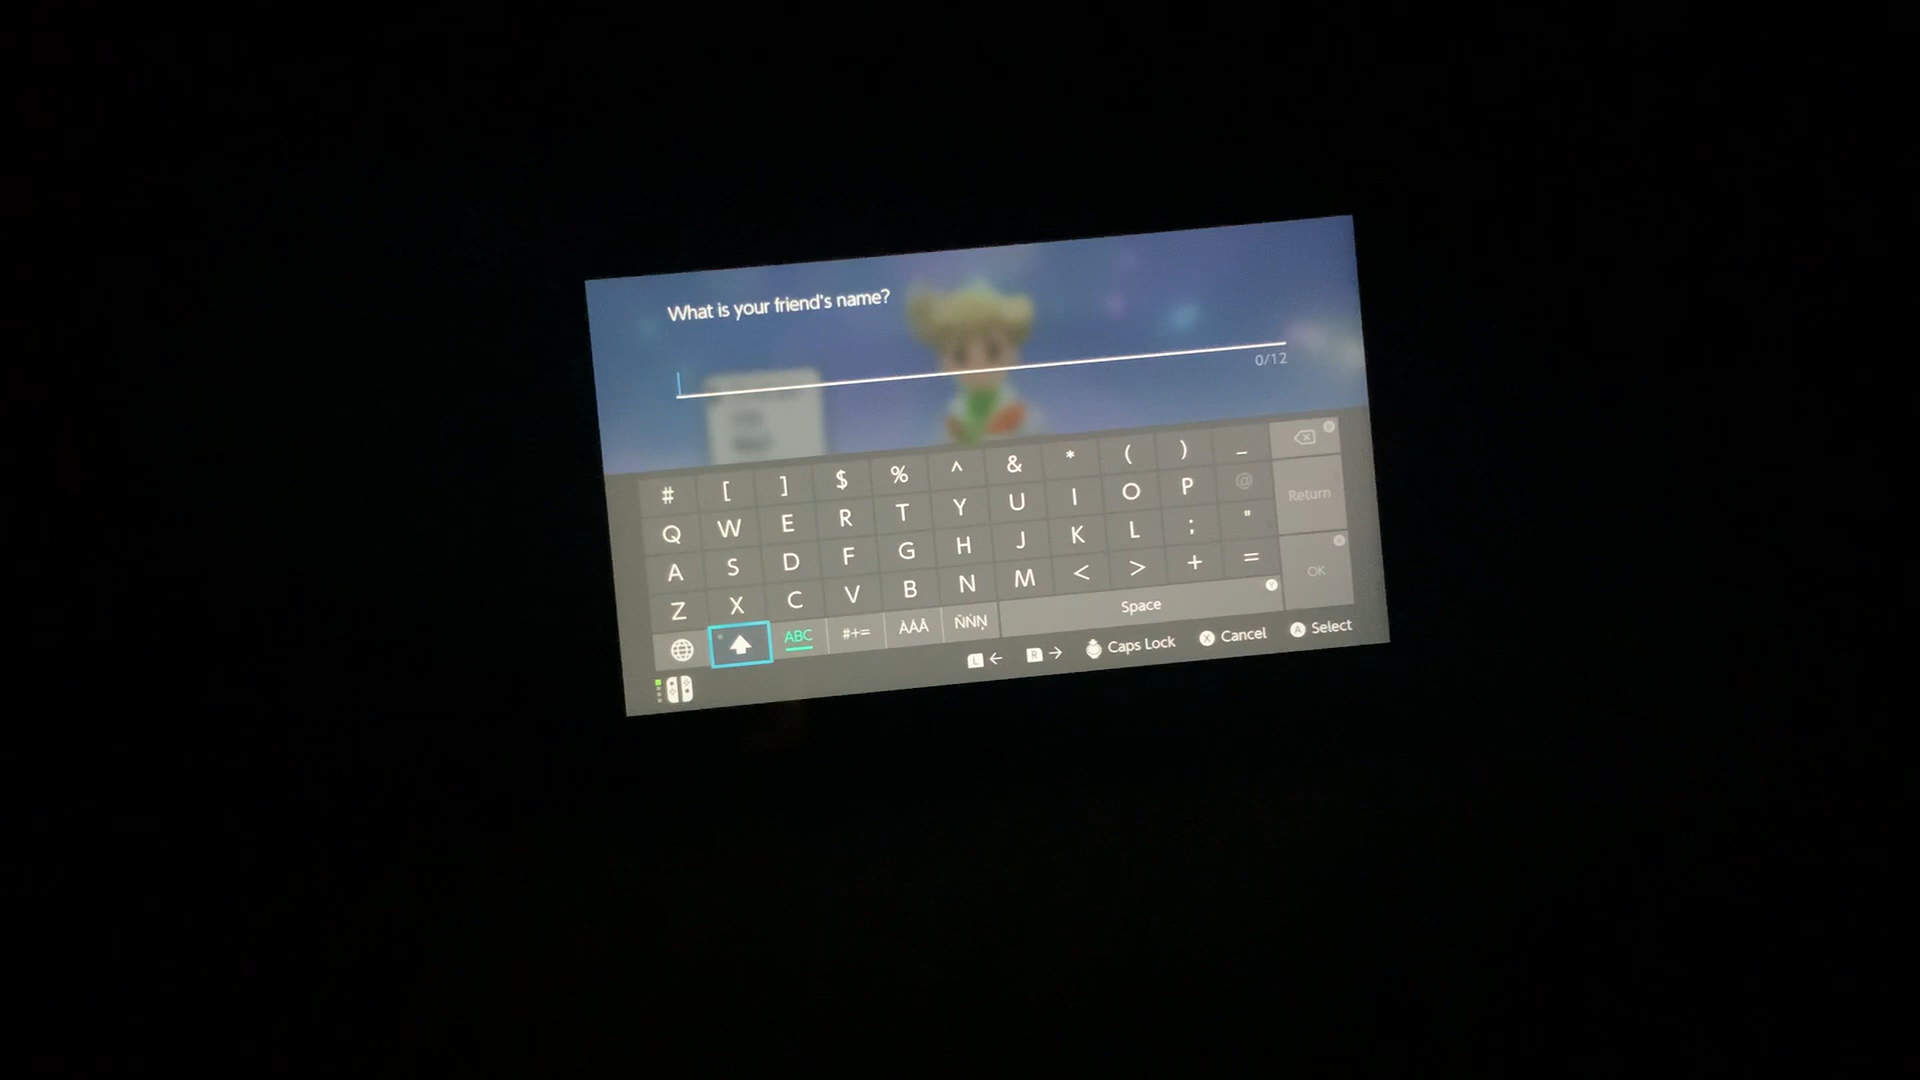 What is your friend's name?
0/12
# [ ] $ % ^ & * ( ) _
Q W E R T Y U I O P @
Return
A S D F G H J K L ; "
Z X C V B N M < > + =
OK
ABC #+= ÀÁÂ ÑŃŅ Space
L ← R → Caps Lock X Cancel A Select